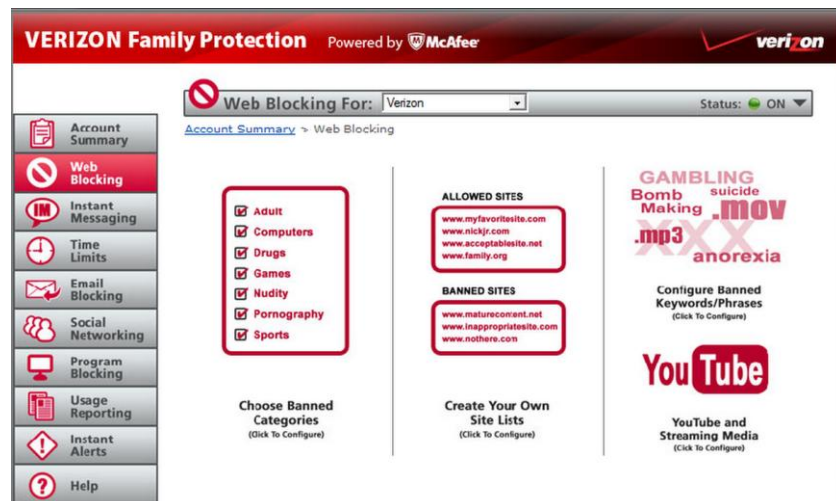 VERIZON Family Protection Powered by McAfee verizon
Web Blocking For: Verizon Status: ON
Account Summary > Web Blocking
Account
Summary
Web
Blocking
IM Instant
Messaging
Time
Limits
Email
Blocking
Social
Networking
Program
Blocking
Usage
Reporting
Instant
Alerts
? Help
Adult
Computers
Drugs
Games
Nudity
Pornography
Sports
Choose Banned
Categories
(Click To Configure)
ALLOWED SITES
www.myfavoritesite.com
www.nickjr.com
www.acceptablesite.net
www.family.org
BANNED SITES
www.maturecontent.net
www.inappropriatesite.com
www.nothere.com
Create Your Own
Site Lists
(Click To Configure)
GAMBLING
Bomb suicide
Making .mov
.mp3 XXX
anorexia
Configure Banned
Keywords/Phrases
(Click To Configure)
You Tube
YouTube and
Streaming Media
(Click To Configure)